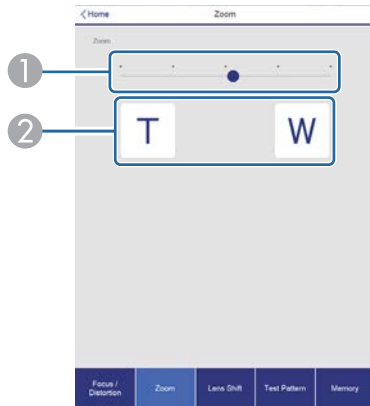 < Home Zoom
Zoom
1
2
T W
Focus / Distortion Zoom Lens Shift Test Pattern Memory